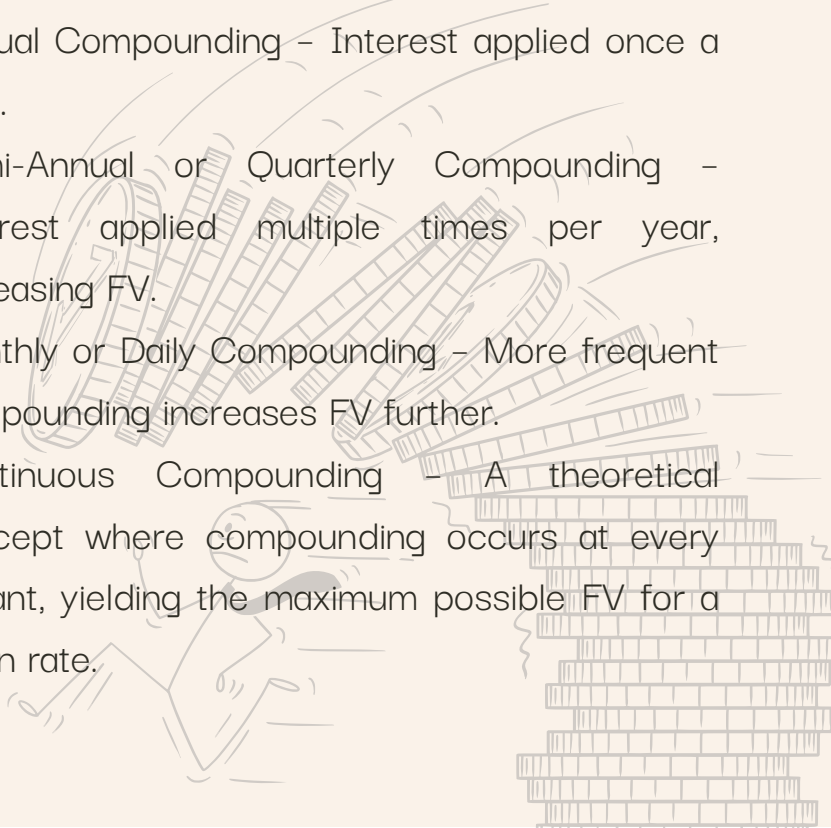 ual Compounding – Interest applied once a
.
ni-Annual or Quarterly Compounding –
rest applied multiple times per year,
easing FV.
thly or Daily Compounding – More frequent
pounding increases FV further.
tinuous Compounding – A theoretical
cept where compounding occurs at every
ant, yielding the maximum possible FV for a
n rate.